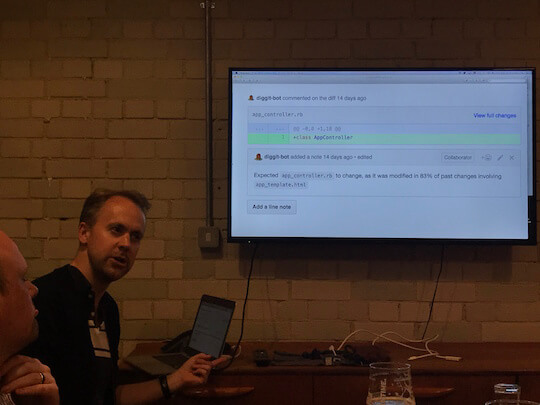 diggit-bot commented on the diff 14 days ago
app_controller.rb
View full changes
@@ -0,0 +1,10 @@
1 +class AppController
diggit-bot added a note 14 days ago • edited
Collaborator
Expected app_controller.rb to change, as it was modified in 83% of past changes involving
app_template.html
Add a line note